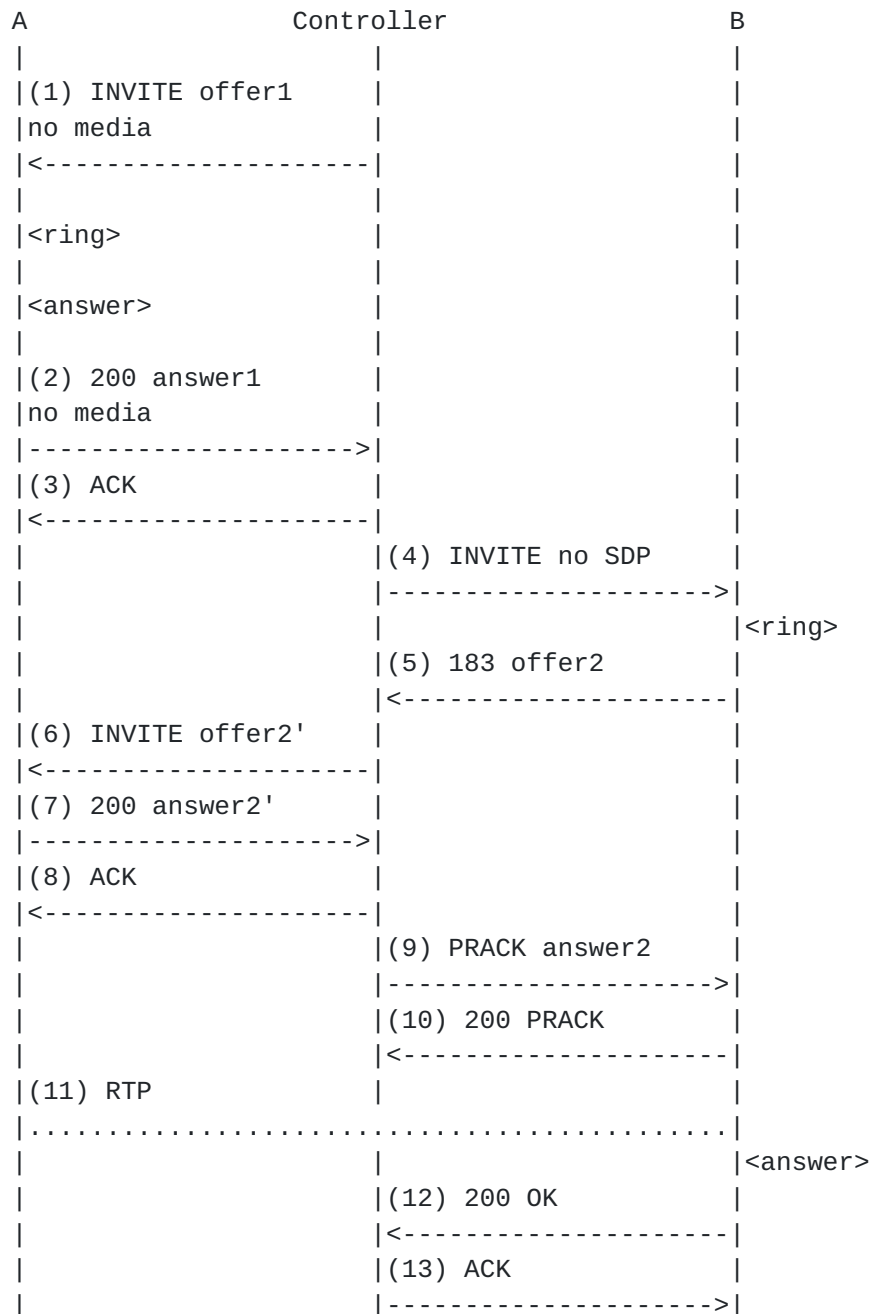 A Controller B
(1) INVITE offer1
no media
<ring>
<answer>
(2) 200 answer1
no media
(3) ACK
(4) INVITE no SDP
<ring>
(5) 183 offer2
(6) INVITE offer2'
(7) 200 answer2'
(8) ACK
(9) PRACK answer2
(10) 200 PRACK
(11) RTP
<answer>
(12) 200 OK
(13) ACK